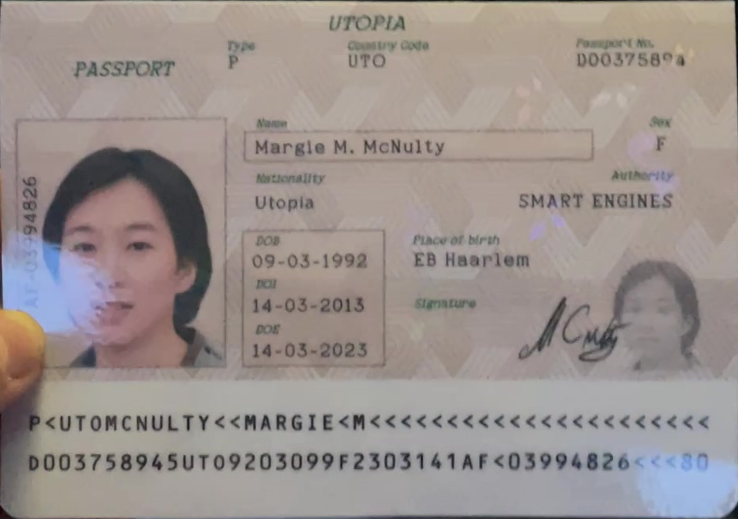 UTOPIA
PASSPORT
Type
P
Country Code
UTO
Passport No.
D00375894
Name
Margie M. McNulty
Sex
F
Nationality
Utopia
Authority
SMART ENGINES
AF-03994826
DOB
09-03-1992
Place of birth
EB Haarlem
DOI
14-03-2013
Signature
M CNulty
DOE
14-03-2023
P<UTOMCNULTY<<MARGIE<M<<<<<<<<<<<<<<<<<<<<<<
D003758945UTO9203099F2303141AF<03994826<<<80